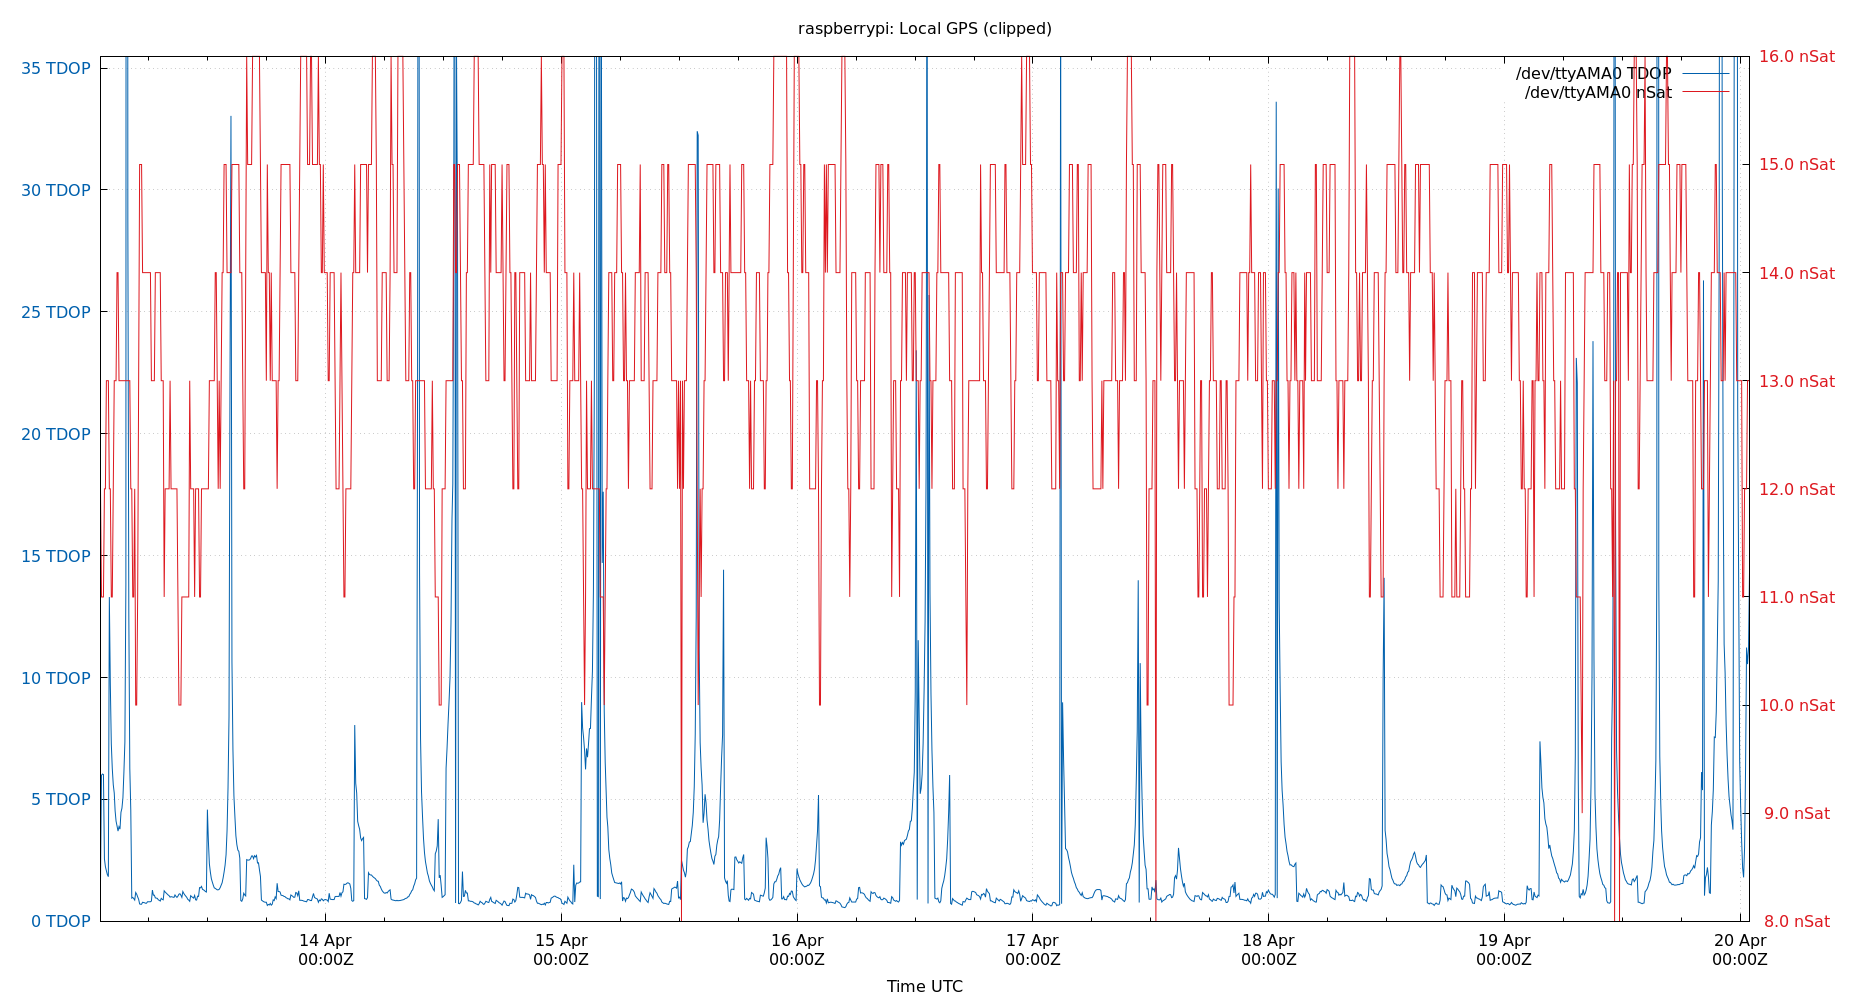 raspberrypi: Local GPS (clipped)
35 TDOP
30 TDOP
25 TDOP
20 TDOP
15 TDOP
10 TDOP
5 TDOP
0 TDOP
16.0 nSat
15.0 nSat
14.0 nSat
13.0 nSat
12.0 nSat
11.0 nSat
10.0 nSat
9.0 nSat
8.0 nSat
/dev/ttyAMA0 TDOP
/dev/ttyAMA0 nSat
14 Apr
00:00Z
15 Apr
00:00Z
16 Apr
00:00Z
17 Apr
00:00Z
18 Apr
00:00Z
19 Apr
00:00Z
20 Apr
00:00Z
Time UTC